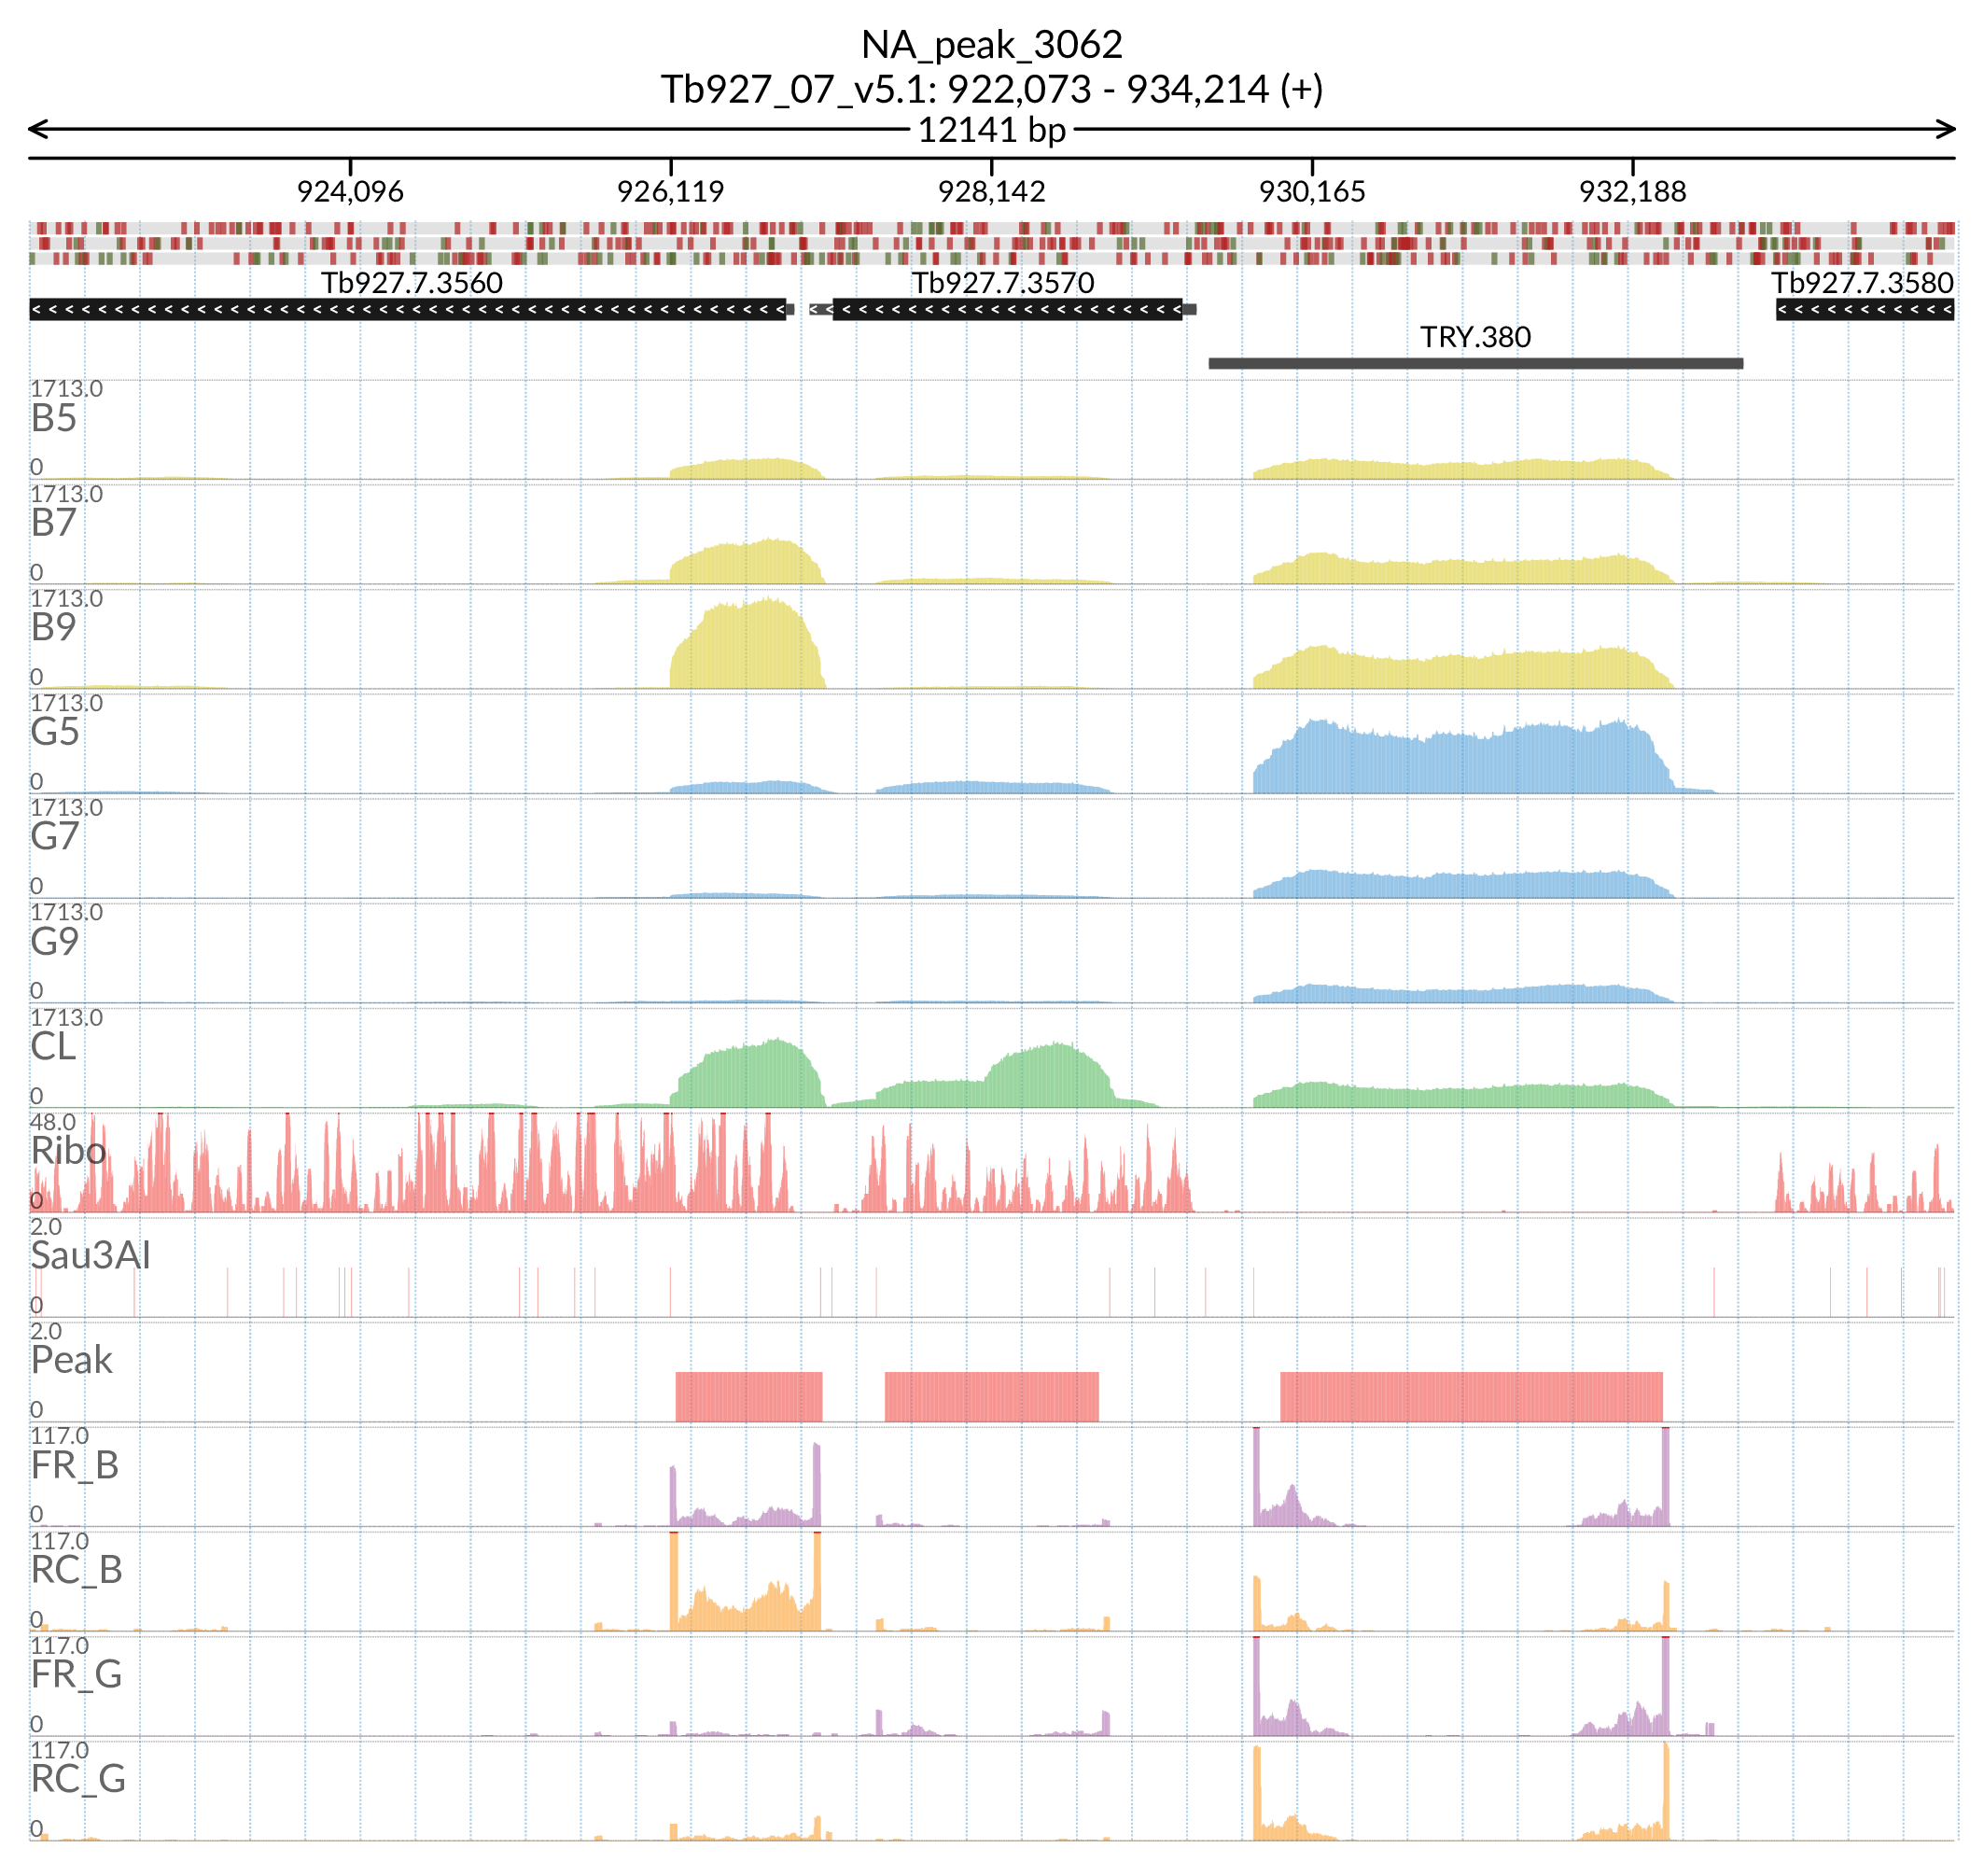 NA_peak_3062
Tb927_07_v5.1: 922,073 - 934,214 (+)
12141 bp
924,096 926,119 928,142 930,165 932,188
Tb927.7.3560 Tb927.7.3570 Tb927.7.3580
TRY.380
1713.0
B5
0
1713.0
B7
0
1713.0
B9
0
1713.0
G5
0
1713.0
G7
0
1713.0
G9
0
1713.0
CL
0
48.0
Ribo
0
2.0
Sau3AI
0
2.0
Peak
0
117.0
FR_B
0
117.0
RC_B
0
117.0
FR_G
0
117.0
RC_G
0